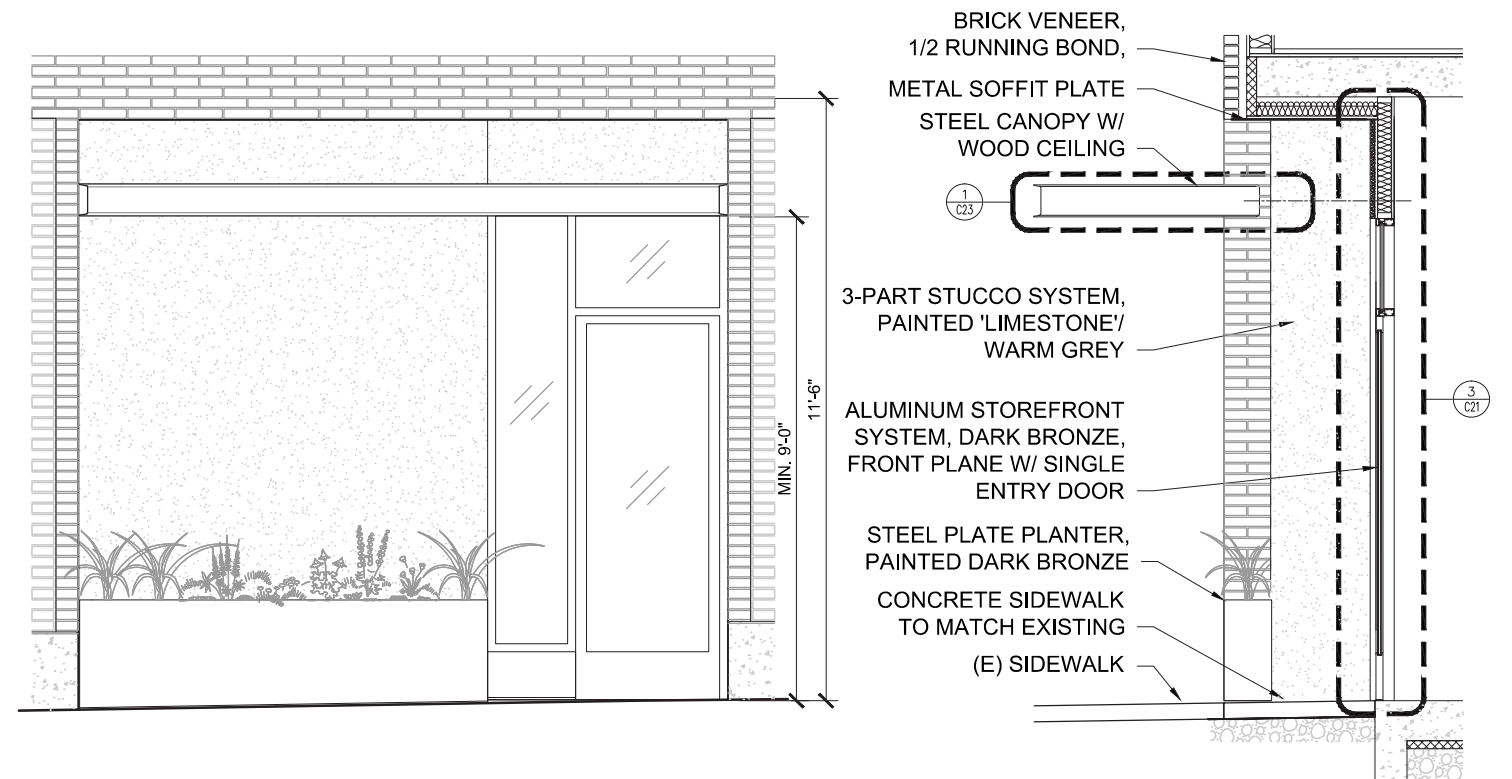 BRICK VENEER,
1/2 RUNNING BOND,
METAL SOFFIT PLATE
STEEL CANOPY W/
WOOD CEILING
1
C23
3-PART STUCCO SYSTEM,
PAINTED 'LIMESTONE'/
WARM GREY
ALUMINUM STOREFRONT
SYSTEM, DARK BRONZE,
FRONT PLANE W/ SINGLE
ENTRY DOOR
3
C21
STEEL PLATE PLANTER,
PAINTED DARK BRONZE
CONCRETE SIDEWALK
TO MATCH EXISTING
(E) SIDEWALK
MIN. 9'-0"
11'-6"